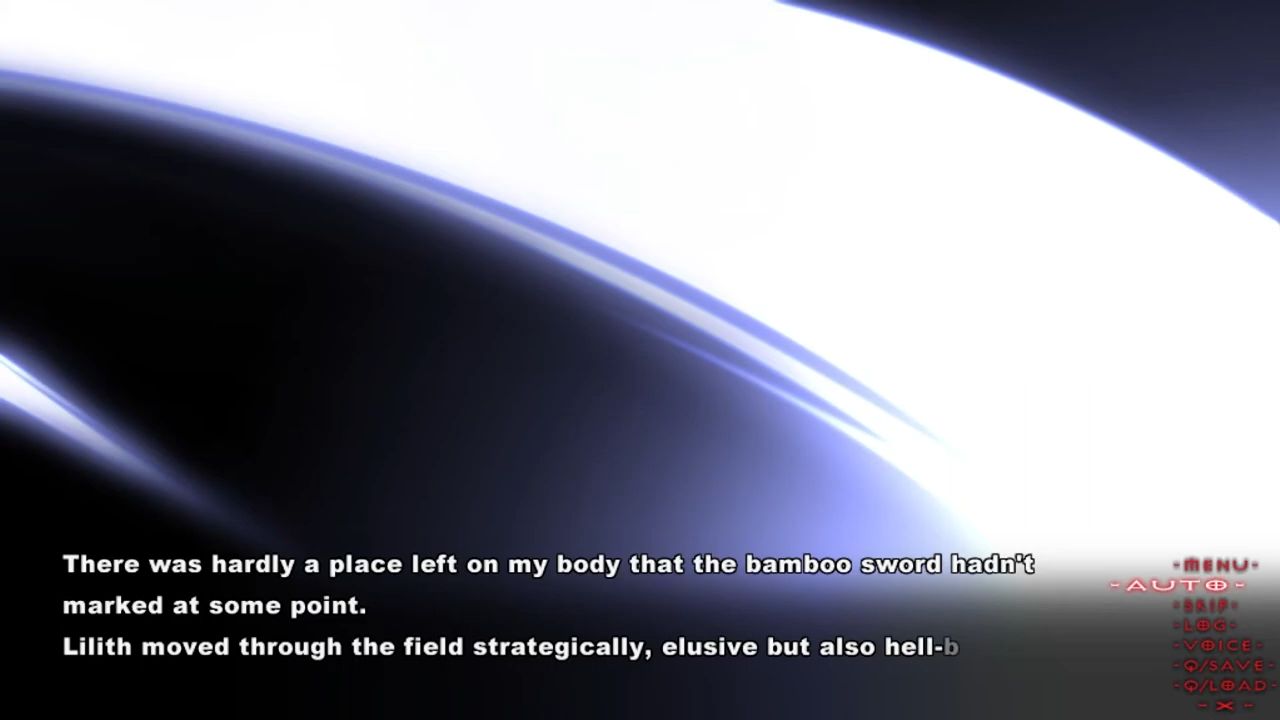 There was hardly a place left on my body that the bamboo sword hadn't
marked at some point.
Lilith moved through the field strategically, elusive but also hell-b
-MENU-
-AUTO-
-SKIP-
-LOG-
-VOICE-
-Q/SAVE-
-Q/LOAD-
-×-